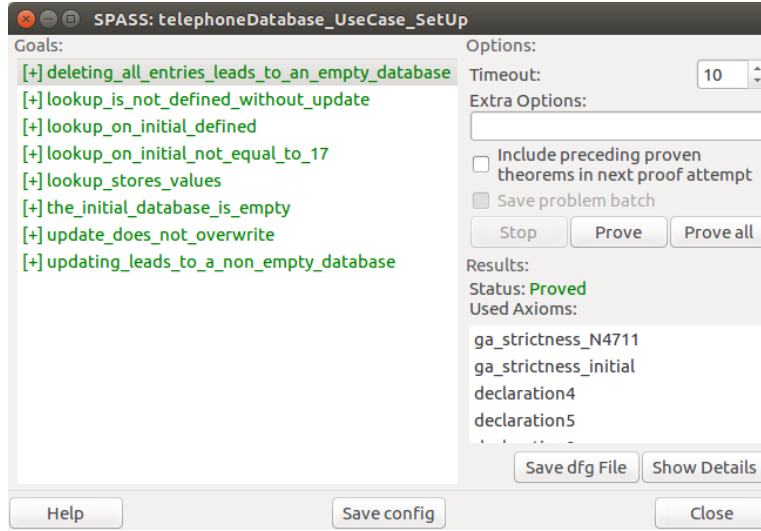 SPASS: telephoneDatabase_UseCase_SetUp
Goals:
[+] deleting_all_entries_leads_to_an_empty_database
[+] lookup_is_not_defined_without_update
[+] lookup_on_initial_defined
[+] lookup_on_initial_not_equal_to_17
[+] lookup_stores_values
[+] the_initial_database_is_empty
[+] update_does_not_overwrite
[+] updating_leads_to_a_non_empty_database
Options:
Timeout: 10
Extra Options:
Include preceding proven
theorems in next proof attempt
Save problem batch
Stop Prove Prove all
Results:
Status: Proved
Used Axioms:
ga_strictness_N4711
ga_strictness_initial
declaration4
declaration5
Save dfg File Show Details
Help Save config Close